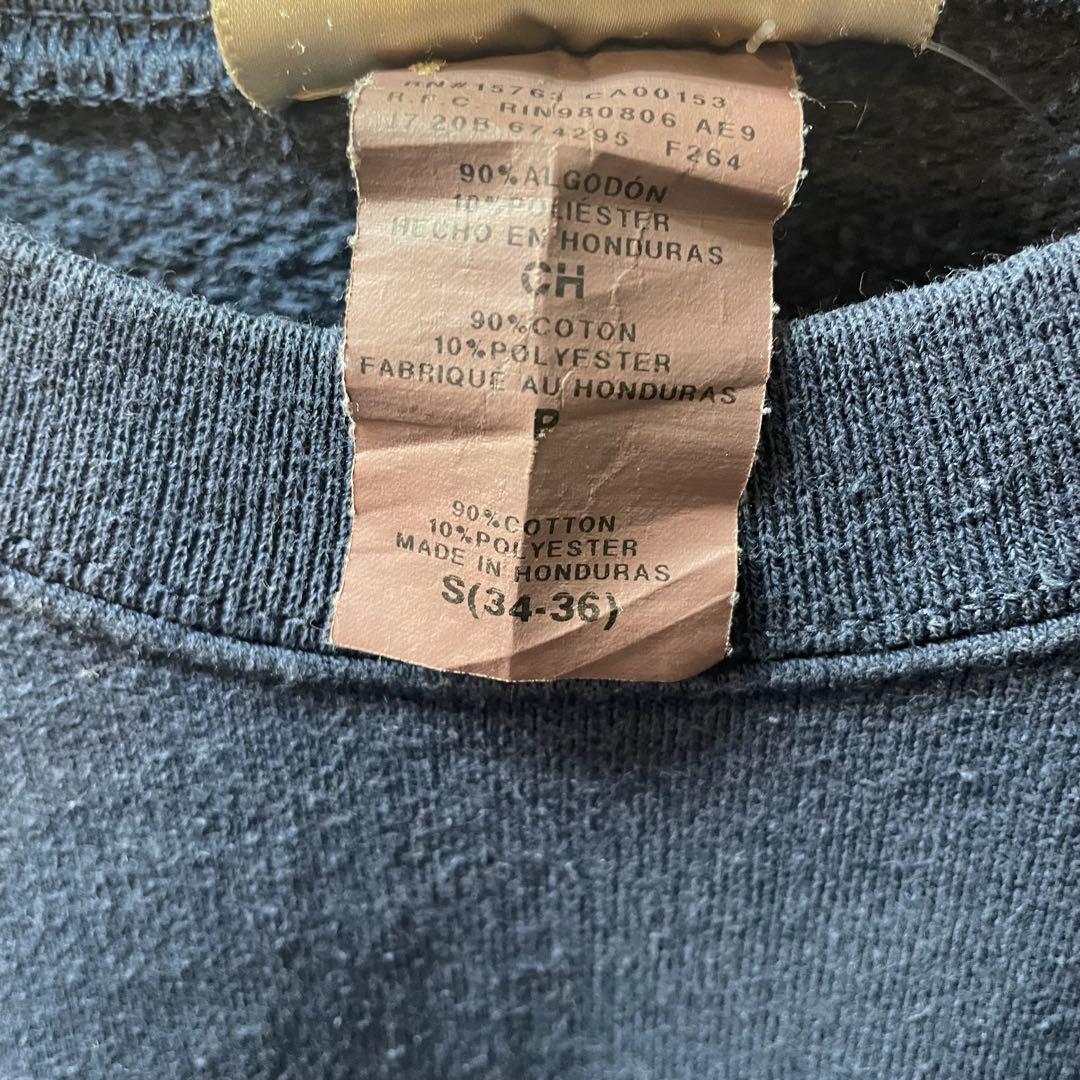 RN#15763 CA00153
R.F.C. RIN980806 AE9
17 20B 674295 F264
90%ALGODÓN
10%POLIÉSTER
HECHO EN HONDURAS
CH
90%COTON
10%POLYESTER
FABRIQUE AU HONDURAS
P
90%COTTON
10%POLYESTER
MADE IN HONDURAS
S(34-36)